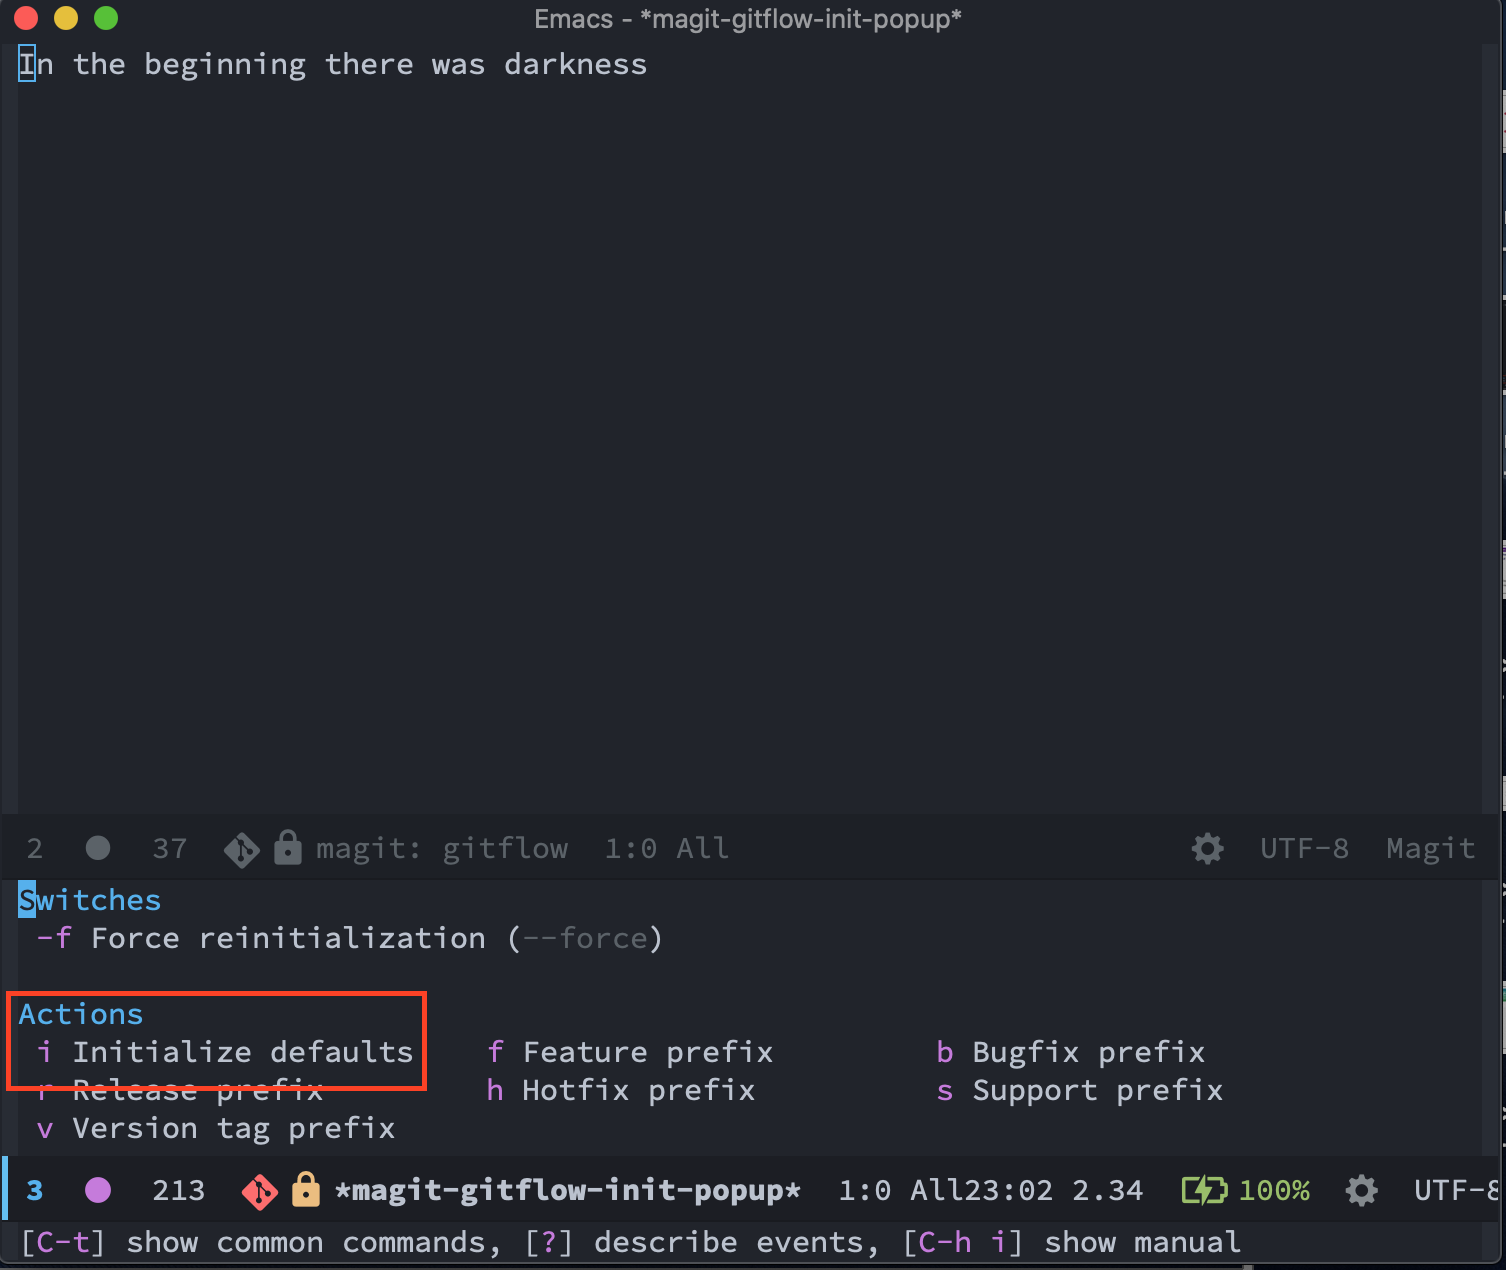 Emacs - *magit-gitflow-init-popup*
In the beginning there was darkness
2 37 magit: gitflow 1:0 All UTF-8 Magit
Switches
-f Force reinitialization (--force)
Actions
i Initialize defaults f Feature prefix b Bugfix prefix
r Release prefix h Hotfix prefix s Support prefix
v Version tag prefix
3 213 *magit-gitflow-init-popup* 1:0 All23:02 2.34 100% UTF-8
[C-t] show common commands, [?] describe events, [C-h i] show manual